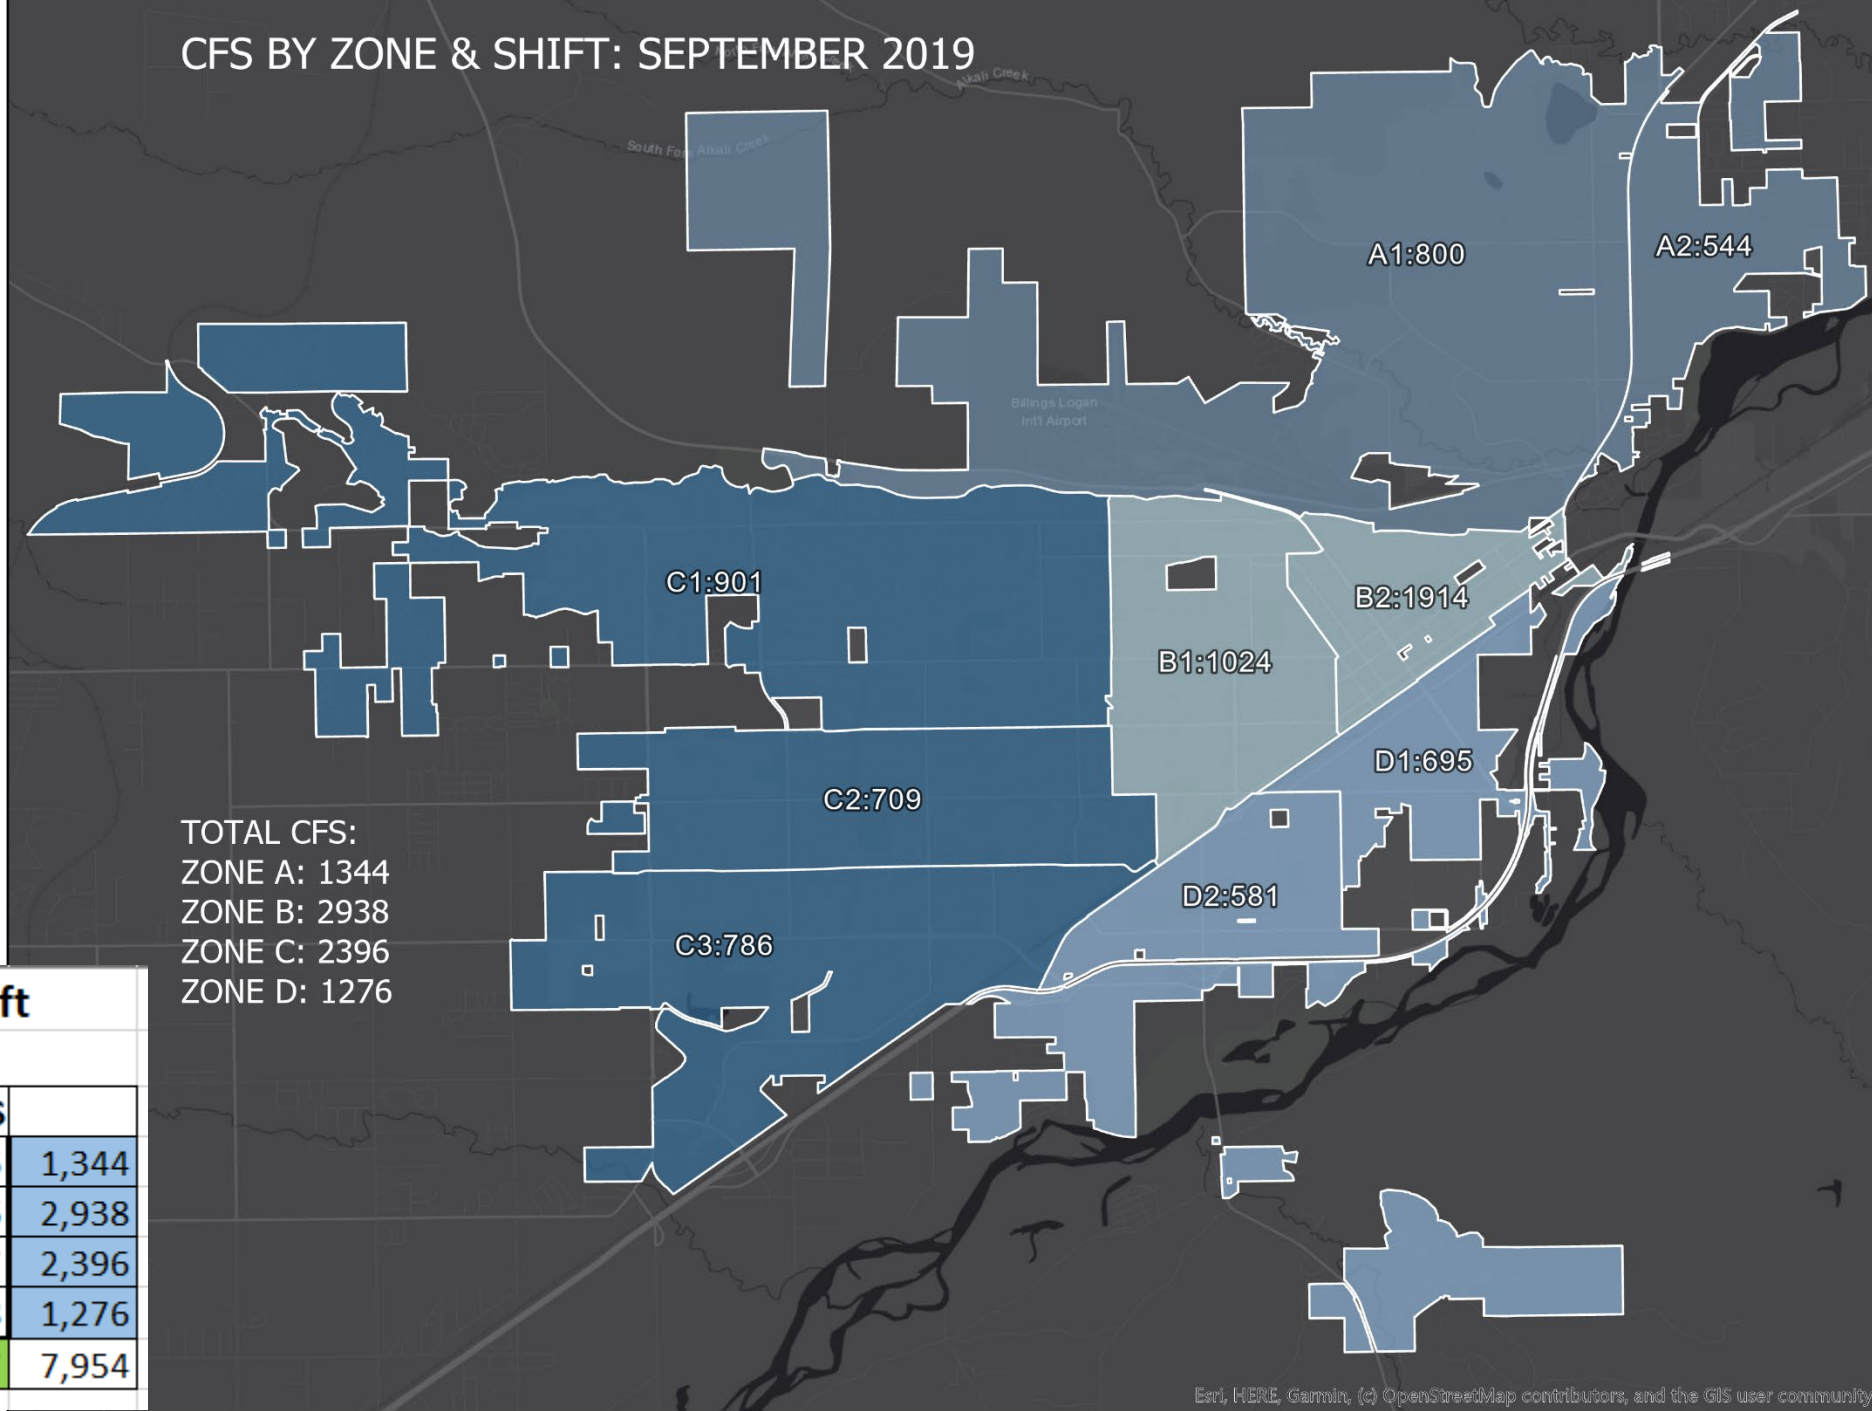 CFS BY ZONE & SHIFT: SEPTEMBER 2019
Alkali Creek
South Fork Alkali Creek
A1:800
A2:544
Billings Logan
Int'l Airport
C1:901
B2:1914
B1:1024
D1:695
C2:709
D2:581
C3:786
TOTAL CFS:
ZONE A: 1344
ZONE B: 2938
ZONE C: 2396
ZONE D: 1276
ft
1,344
2,938
2,396
1,276
7,954
Esri, HERE, Garmin, (c) OpenStreetMap contributors, and the GIS user community